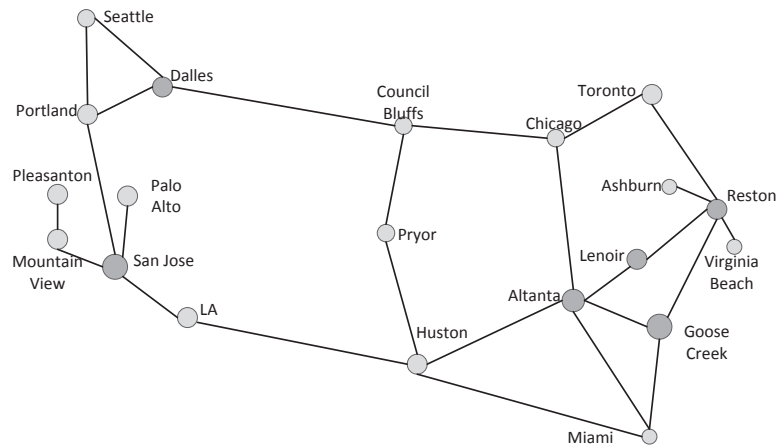 Seattle
Dalles
Portland
Council
Bluffs
Toronto
Chicago
Pleasanton
Palo
Alto
Ashburn
Reston
Pryor
Mountain
View
San Jose
Lenoir
Virginia
Beach
Altanta
LA
Huston
Goose
Creek
Miami